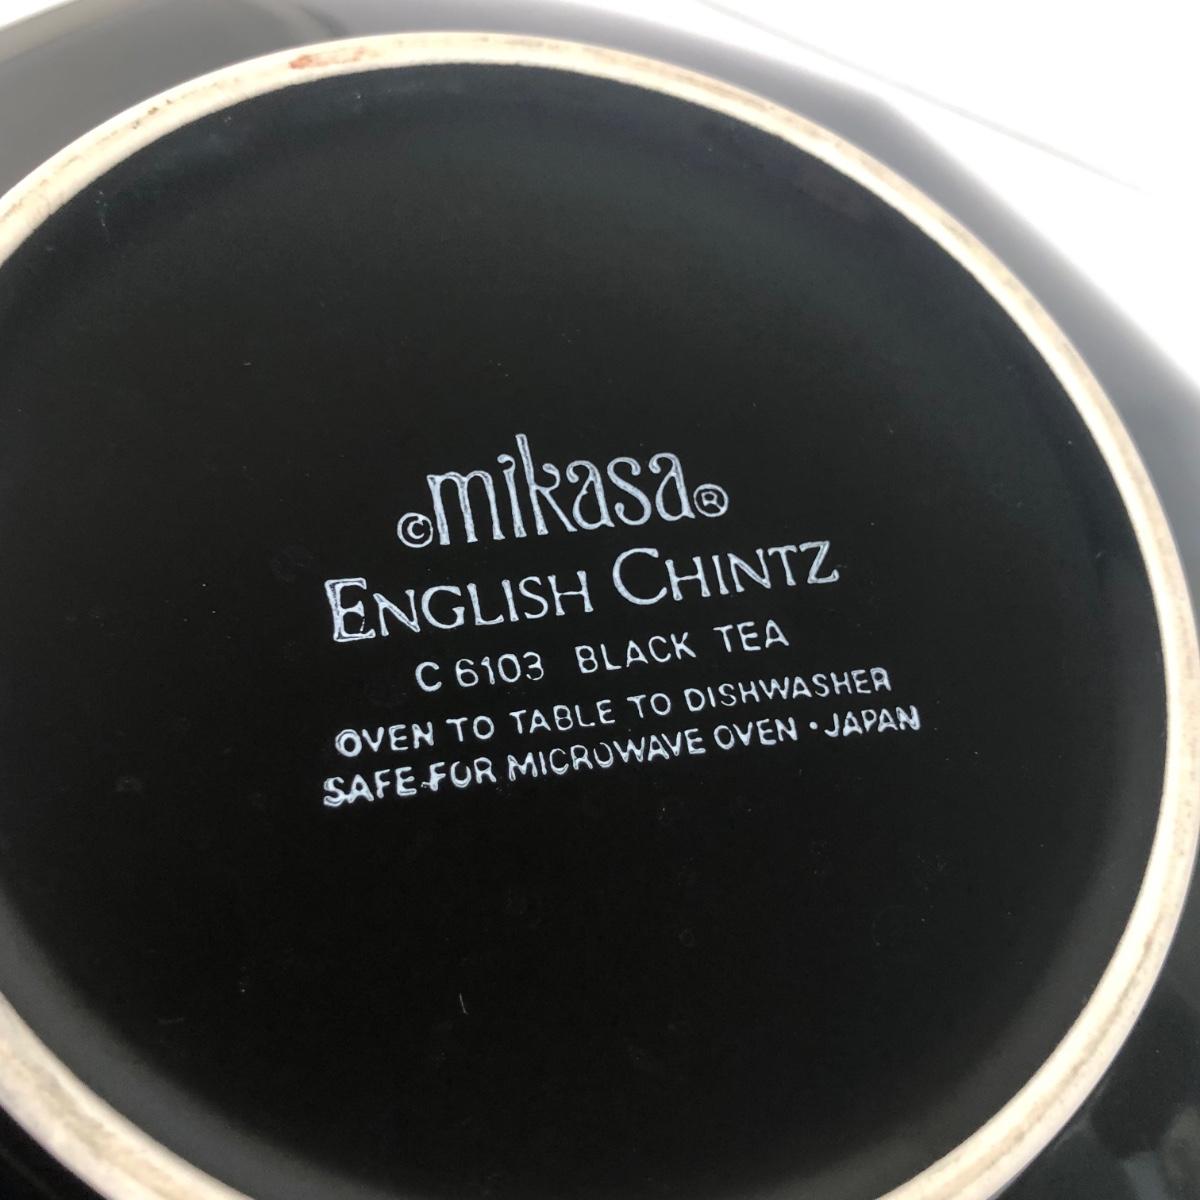 ©mikasa®
ENGLISH CHINTZ
C 6103 BLACK TEA
OVEN TO TABLE TO DISHWASHER
SAFE FOR MICROWAVE OVEN · JAPAN